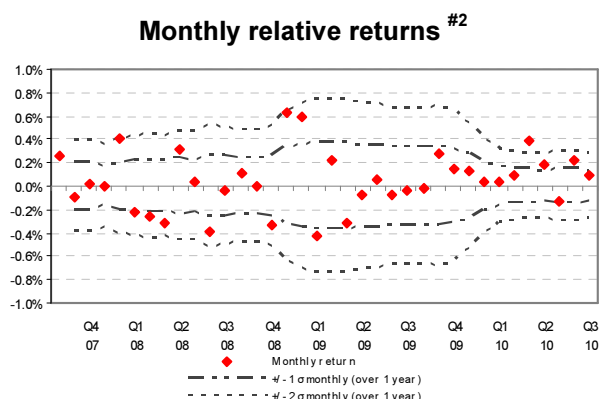 Monthly relative returns #2
1.0%
0.8%
0.6%
0.4%
0.2%
0.0%
-0.2%
-0.4%
-0.6%
-0.8%
-1.0%
Q4 Q1 Q2 Q3 Q4 Q1 Q2 Q3 Q4 Q1 Q2 Q3
07 08 08 08 08 09 09 09 09 10 10 10
Monthly return
+/- 1 σ monthly (over 1 year)
+/- 2 σ monthly (over 1 year)